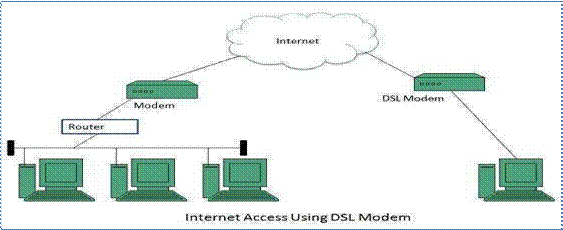 Internet
Modem
DSL Modem
Router
Internet Access Using DSL Modem